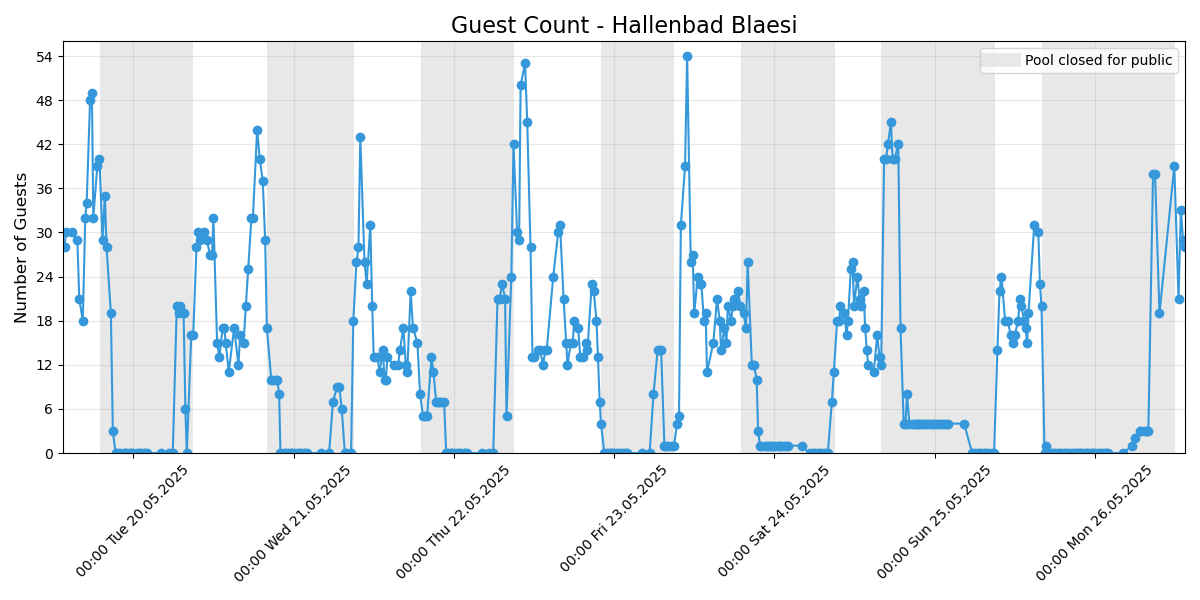 Guest Count - Hallenbad Blaesi
Pool closed for public
Number of Guests
54
48
42
36
30
24
18
12
6
0
00:00 Tue 20.05.2025
00:00 Wed 21.05.2025
00:00 Thu 22.05.2025
00:00 Fri 23.05.2025
00:00 Sat 24.05.2025
00:00 Sun 25.05.2025
00:00 Mon 26.05.2025